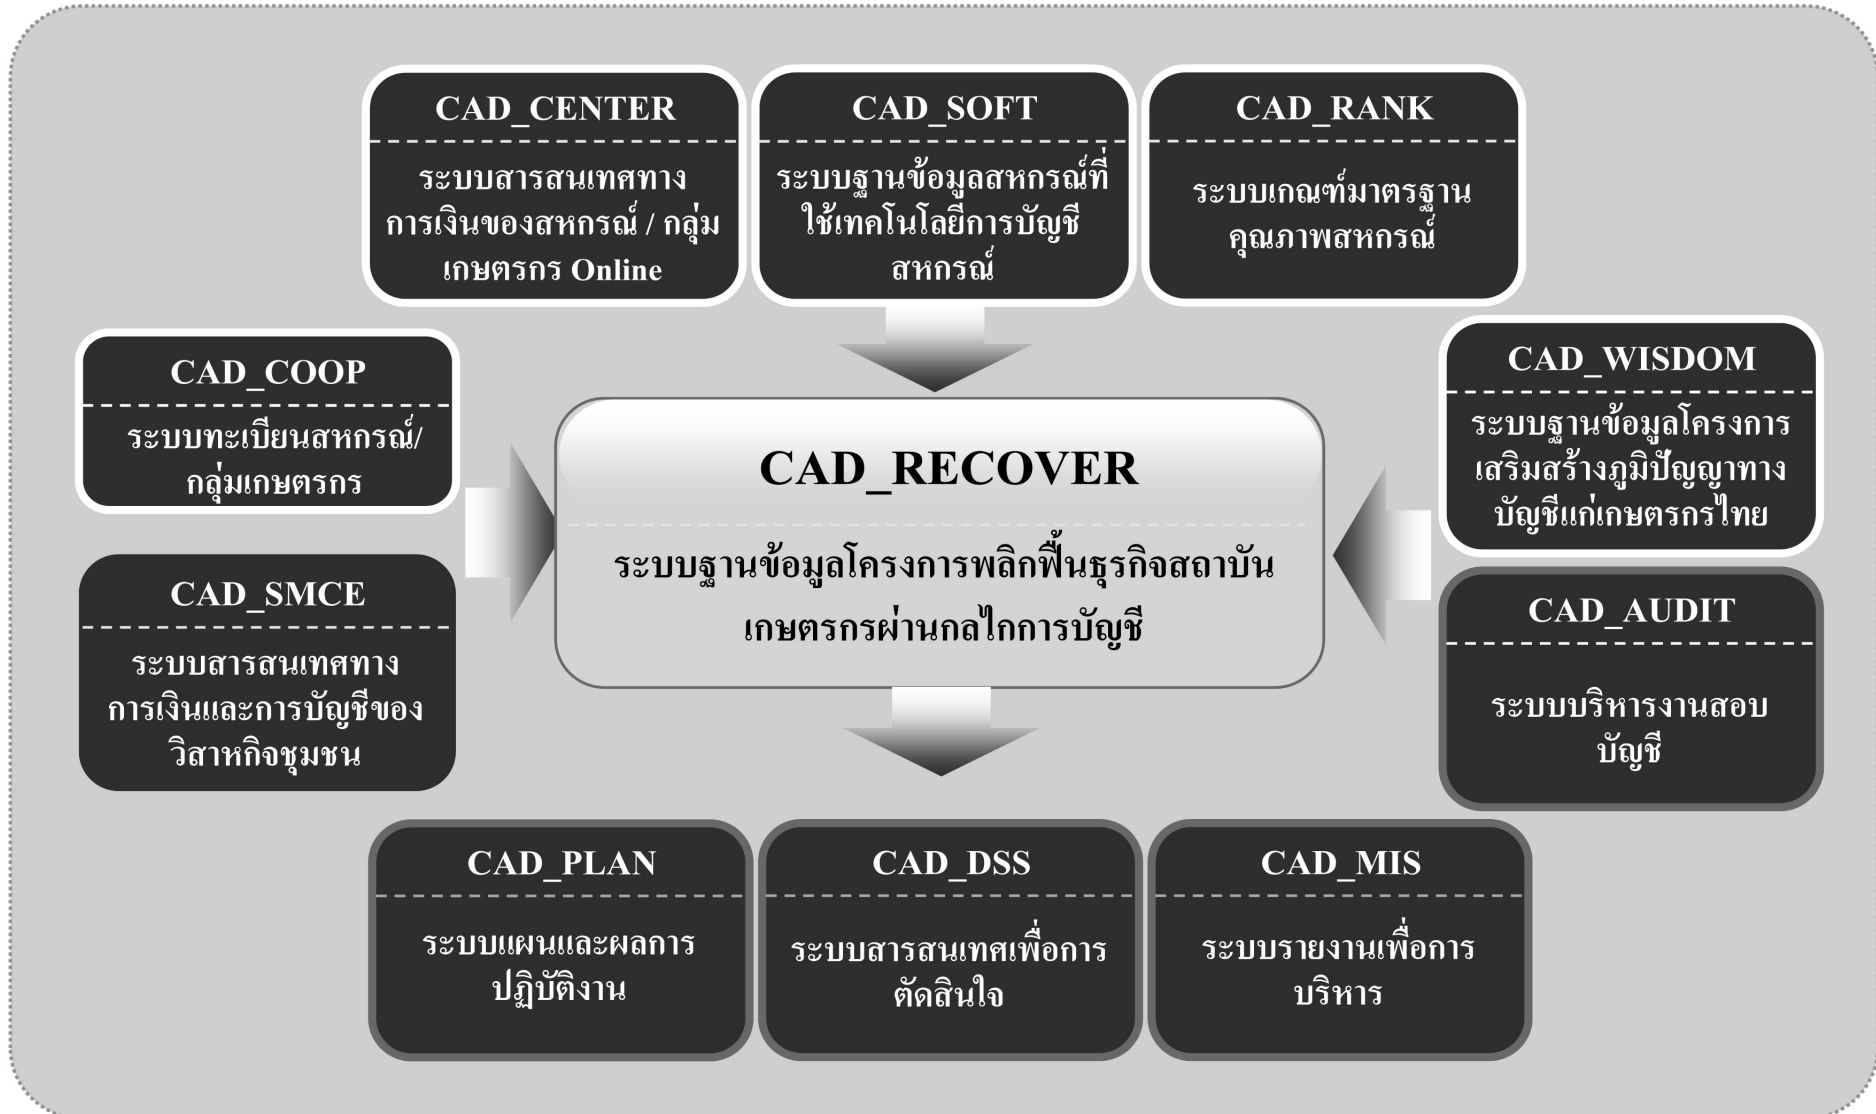 CAD_CENTER
ระบบสารสนเทศทาง
การเงินของสหกรณ์ / กลุ่ม
เกษตรกร Online
CAD_SOFT
ระบบฐานข้อมูลสหกรณ์ที่
ใช้เทคโนโลยีการบัญชี
สหกรณ์
CAD_RANK
ระบบเกณฑ์มาตรฐาน
คุณภาพสหกรณ์
CAD_COOP
ระบบทะเบียนสหกรณ์/
กลุ่มเกษตรกร
CAD_SMCE
ระบบสารสนเทศทาง
การเงินและการบัญชีของ
วิสาหกิจชุมชน
CAD_RECOVER
ระบบฐานข้อมูลโครงการพลิกฟื้นธุรกิจสถาบัน
เกษตรกรผ่านกลไกการบัญชี
CAD_WISDOM
ระบบฐานข้อมูลโครงการ
เสริมสร้างภูมิปัญญาทาง
บัญชีแก่เกษตรกรไทย
CAD_AUDIT
ระบบบริหารงานสอบ
บัญชี
CAD_PLAN
ระบบแผนและผลการ
ปฏิบัติงาน
CAD_DSS
ระบบสารสนเทศเพื่อการ
ตัดสินใจ
CAD_MIS
ระบบรายงานเพื่อการ
บริหาร